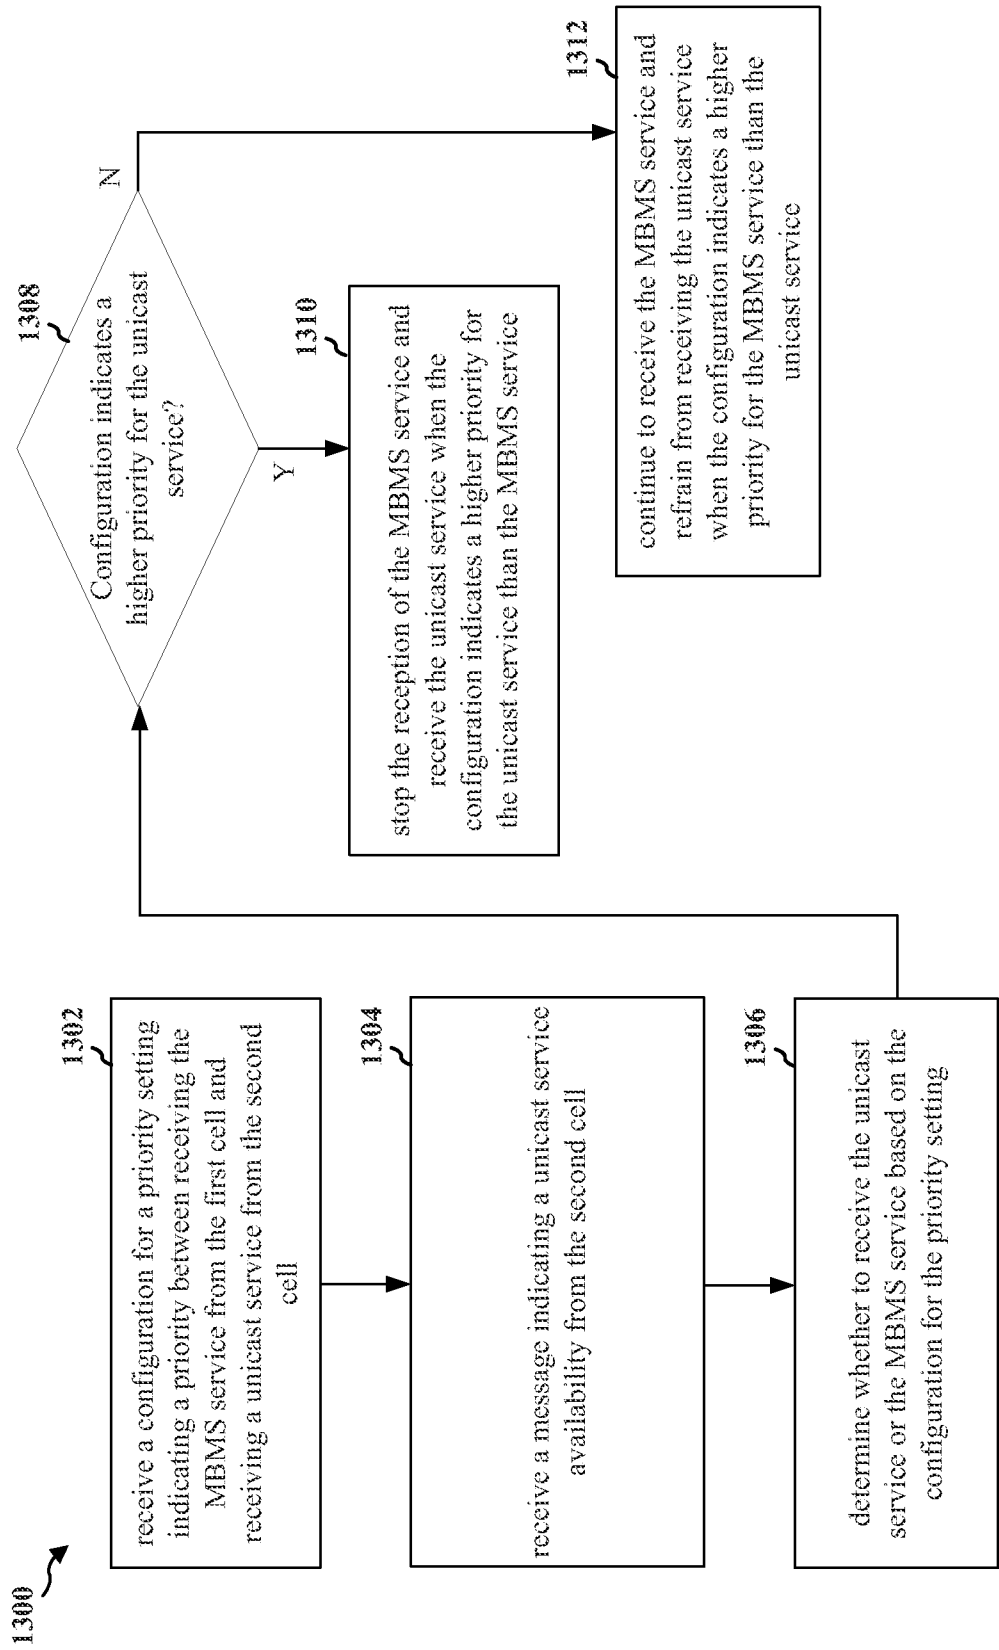 1300
1302
receive a configuration for a priority setting
indicating a priority between receiving the
MBMS service from the first cell and
receiving a unicast service from the second
cell
1304
receive a message indicating a unicast service
availability from the second cell
1306
determine whether to receive the unicast
service or the MBMS service based on the
configuration for the priority setting
1308
Configuration indicates a
higher priority for the unicast
service?
Y
N
1310
stop the reception of the MBMS service and
receive the unicast service when the
configuration indicates a higher priority for
the unicast service than the MBMS service
1312
continue to receive the MBMS service and
refrain from receiving the unicast service
when the configuration indicates a higher
priority for the MBMS service than the
unicast service